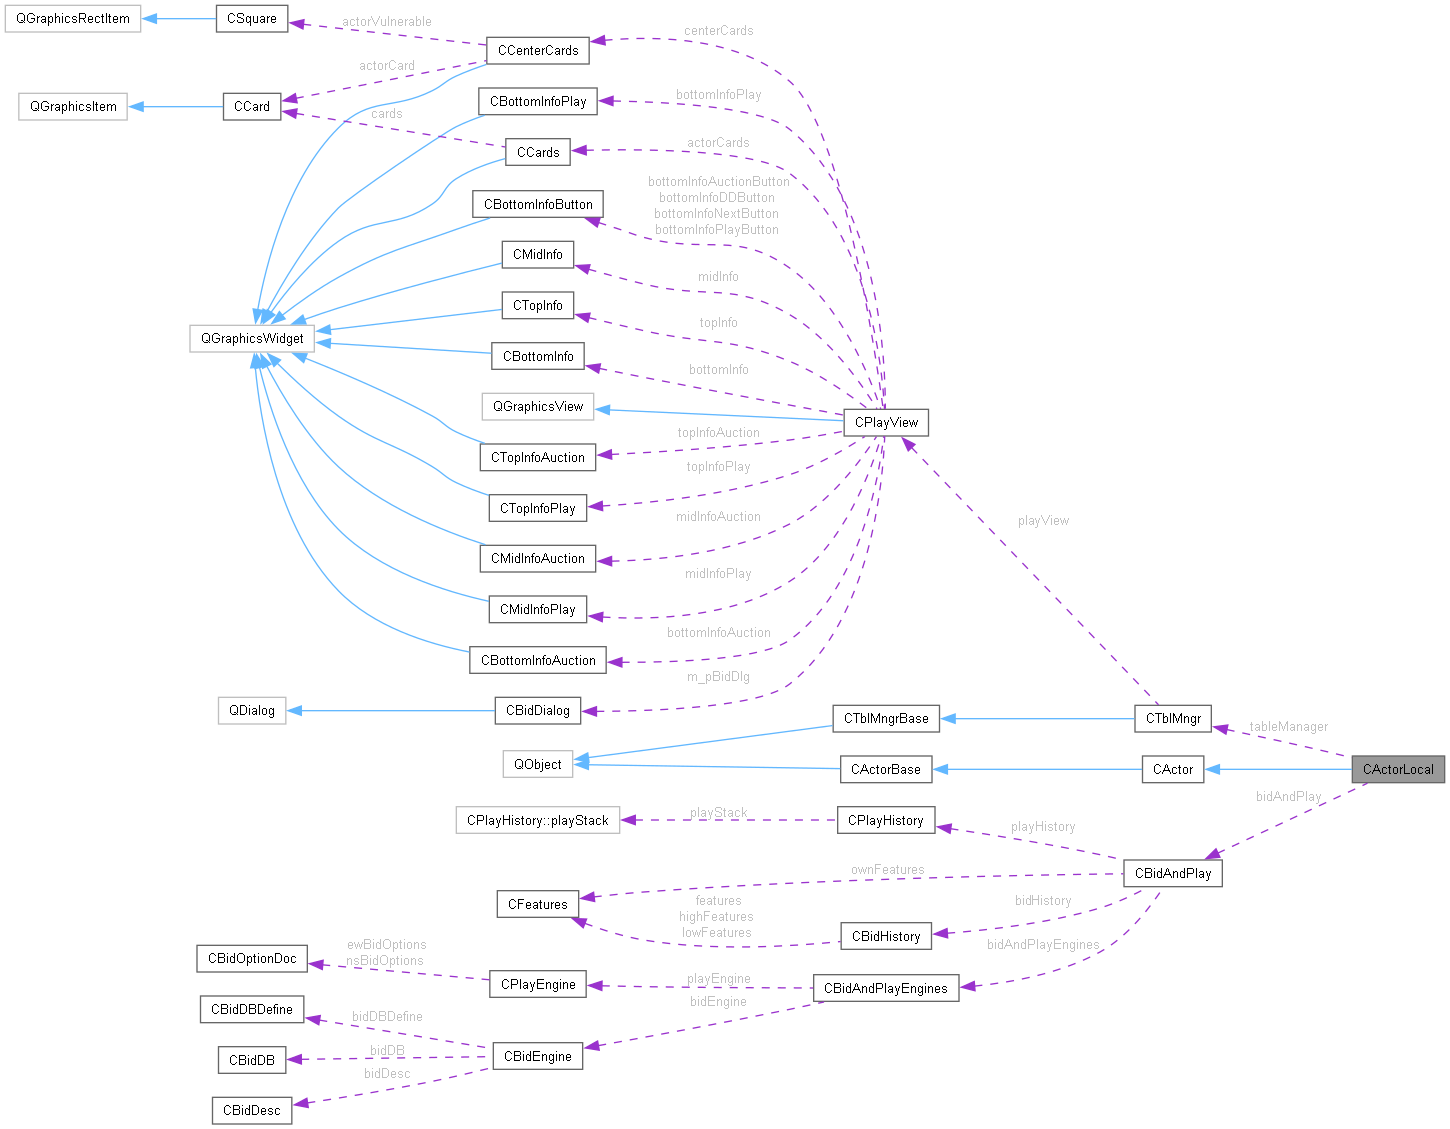 QGraphicsRectItem
CSquare
actorVulnerable
centerCards
CCenterCards
actorCard
QGraphicsItem
CCard
cards
CBottomInfoPlay
bottomInfoPlay
CCards
actorCards
bottomInfoAuctionButton
bottomInfoDDButton
bottomInfoNextButton
bottomInfoPlayButton
CBottomInfoButton
CMidInfo
midInfo
CTopInfo
topInfo
QGraphicsWidget
CBottomInfo
bottomInfo
QGraphicsView
CPlayView
CTopInfoAuction
topInfoAuction
CTopInfoPlay
topInfoPlay
CMidInfoAuction
midInfoAuction
playView
CMidInfoPlay
midInfoPlay
CBottomInfoAuction
bottomInfoAuction
QDialog
CBidDialog
m_pBidDlg
CTblMngrBase
CTblMngr
tableManager
QObject
CActorBase
CActor
CActorLocal
bidAndPlay
CPlayHistory::playStack
playStack
CPlayHistory
playHistory
CBidAndPlay
ownFeatures
CFeatures
features
highFeatures
lowFeatures
CBidHistory
bidHistory
bidAndPlayEngines
CBidOptionDoc
ewBidOptions
nsBidOptions
CPlayEngine
playEngine
CBidAndPlayEngines
bidEngine
CBidDBDefine
bidDBDefine
CBidDB
bidDB
CBidEngine
bidDesc
CBidDesc